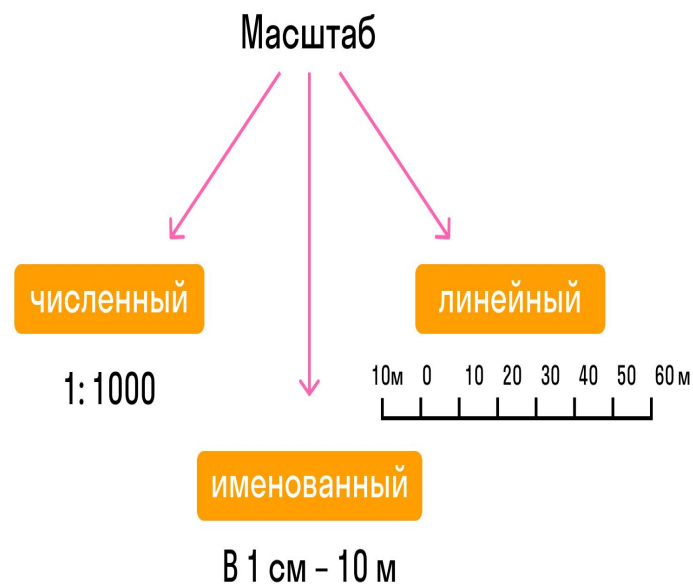 Масштаб
численный
линейный
1: 1000
10м 0 10 20 30 40 50 60 м
именованный
В 1 см – 10 м